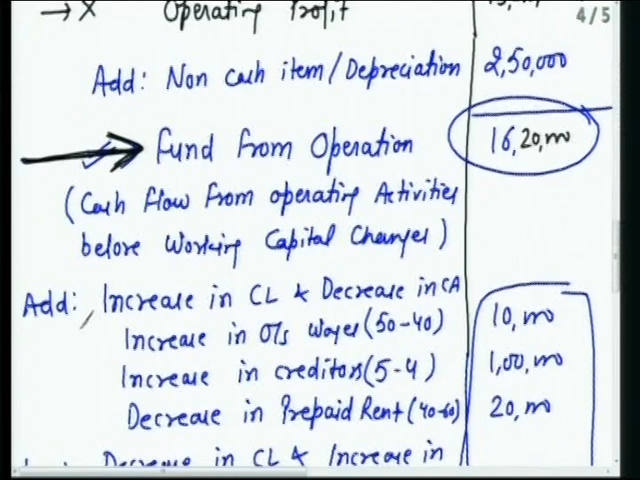 → X Operating Profit
4/5
Add: Non cash item/Depreciation 2,50,000
Fund From Operation 16,20,000
(Cash flow from operating Activities
before Working Capital Changes)
Add: Increase in CL & Decrease in CA
Increase in O/s Wages (50-40) 10,000
Increase in creditors (5-4) 1,00,000
Decrease in Prepaid Rent (40-60) 20,000
Decrease in CL & Increase in